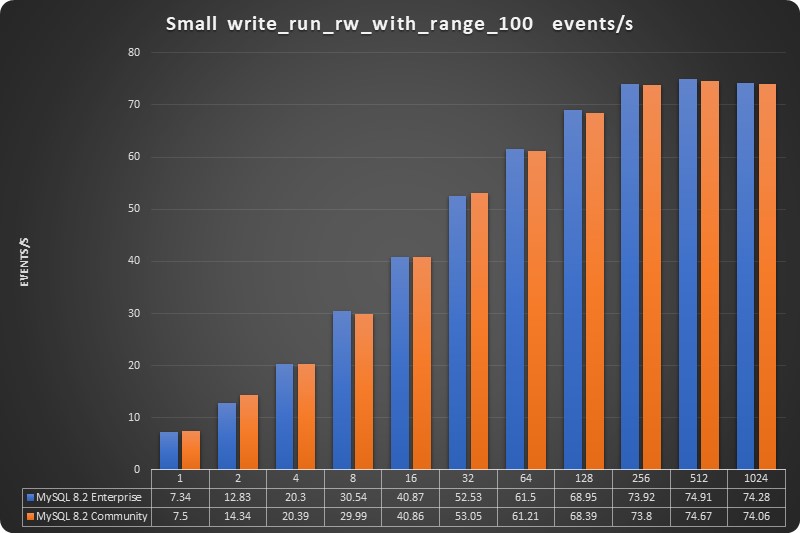 Small write_run_rw_with_range_100 events/s
80
70
60
50
40
30
20
10
0
EVENTS/S
1 2 4 8 16 32 64 128 256 512 1024
MySQL 8.2 Enterprise 7.34 12.83 20.3 30.54 40.87 52.53 61.5 68.95 73.92 74.91 74.28
MySQL 8.2 Community 7.5 14.34 20.39 29.99 40.86 53.05 61.21 68.39 73.8 74.67 74.06